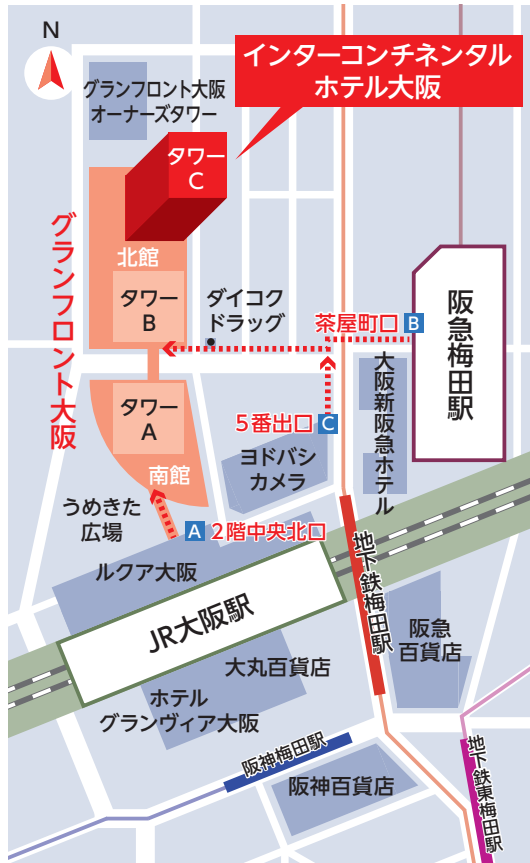 N
インターコンチネンタル
ホテル大阪
グランフロント大阪
オーナーズタワー
タワー
C
北館
グランフロント大阪
タワー
B
ダイコク
ドラッグ
茶屋町口 B
阪急梅田駅
タワー
A
5番出口 C
大阪新阪急ホテル
ヨドバシ
カメラ
南館
うめきた
広場
A 2階中央北口
ルクア大阪
地下鉄梅田駅
JR大阪駅
阪急
百貨店
大丸百貨店
ホテル
グランヴィア大阪
阪神梅田駅
阪神百貨店
地下鉄東梅田駅